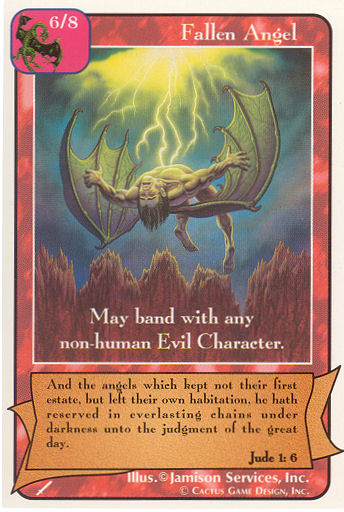 6/8
Fallen Angel
May band with any
non-human Evil Character.
And the angels which kept not their first
estate, but left their own habitation, he hath
reserved in everlasting chains under
darkness unto the judgment of the great
day.
Jude 1: 6
Illus.©Jamison Services, Inc.
© Cactus Game Design, Inc.